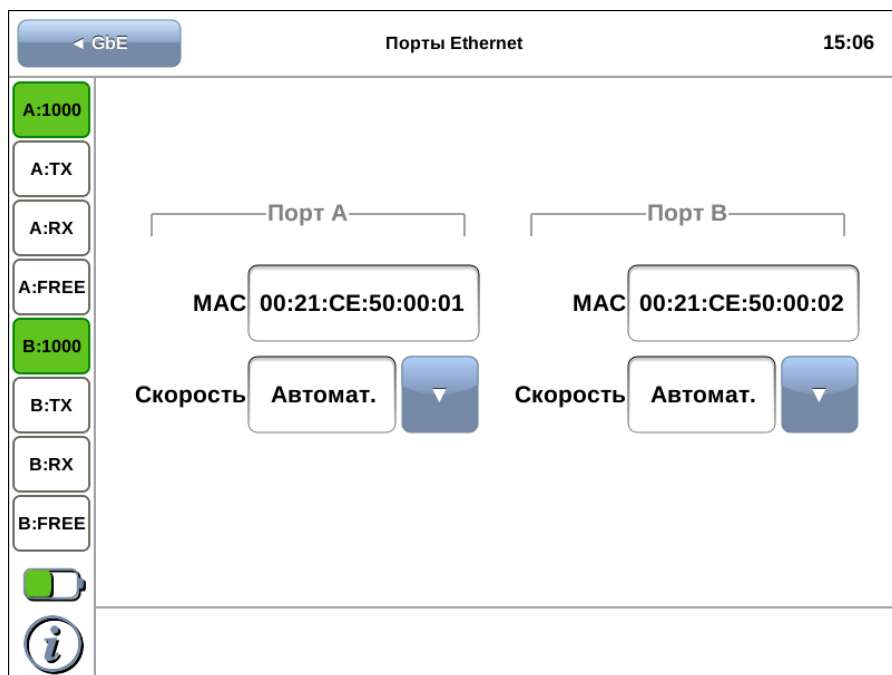 ◄ GbE
Порты Ethernet
15:06
A:1000
A:TX
A:RX
A:FREE
B:1000
B:TX
B:RX
B:FREE
i
Порт A
MAC 00:21:CE:50:00:01
Скорость Автомат. ▼
Порт B
MAC 00:21:CE:50:00:02
Скорость Автомат. ▼